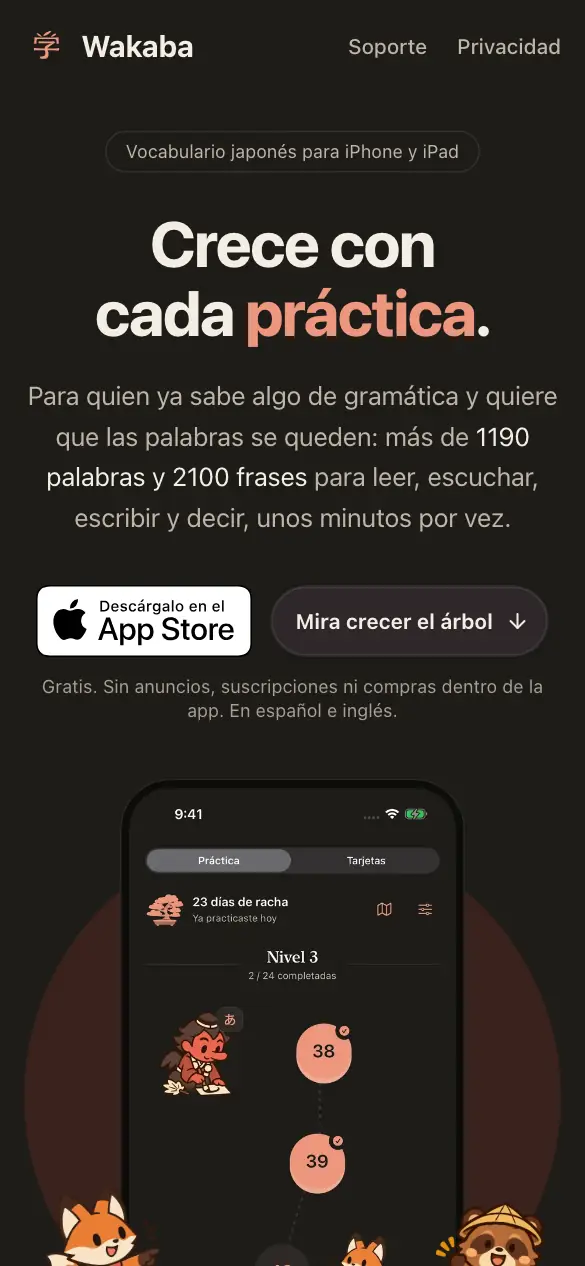 学 Wakaba
Soporte
Privacidad
Vocabulario japonés para iPhone y iPad
Crece con
cada práctica.
Para quien ya sabe algo de gramática y quiere
que las palabras se queden: más de 1190
palabras y 2100 frases para leer, escuchar,
escribir y decir, unos minutos por vez.
Descárgalo en el
App Store
Mira crecer el árbol ↓
Gratis. Sin anuncios, suscripciones ni compras dentro de la
app. En español e inglés.
9:41
Práctica
Tarjetas
23 días de racha
Ya practicaste hoy
Nivel 3
2 / 24 completadas
あ
38
39